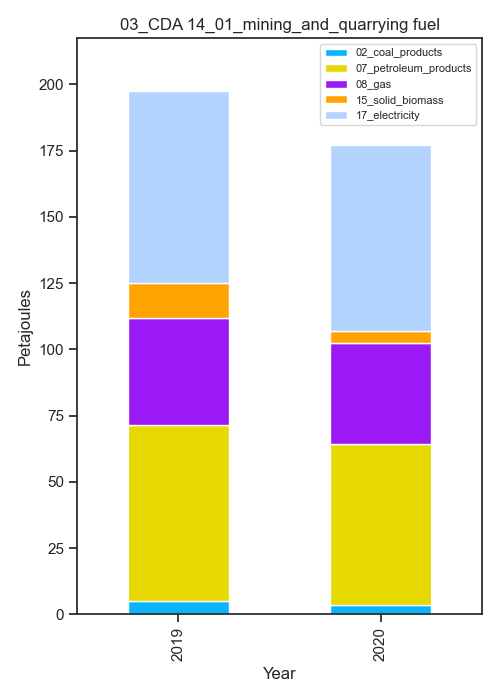 03_CDA 14_01_mining_and_quarrying fuel
02_coal_products
07_petroleum_products
08_gas
15_solid_biomass
17_electricity
200
175
150
125
100
75
50
25
0
Petajoules
2019
2020
Year